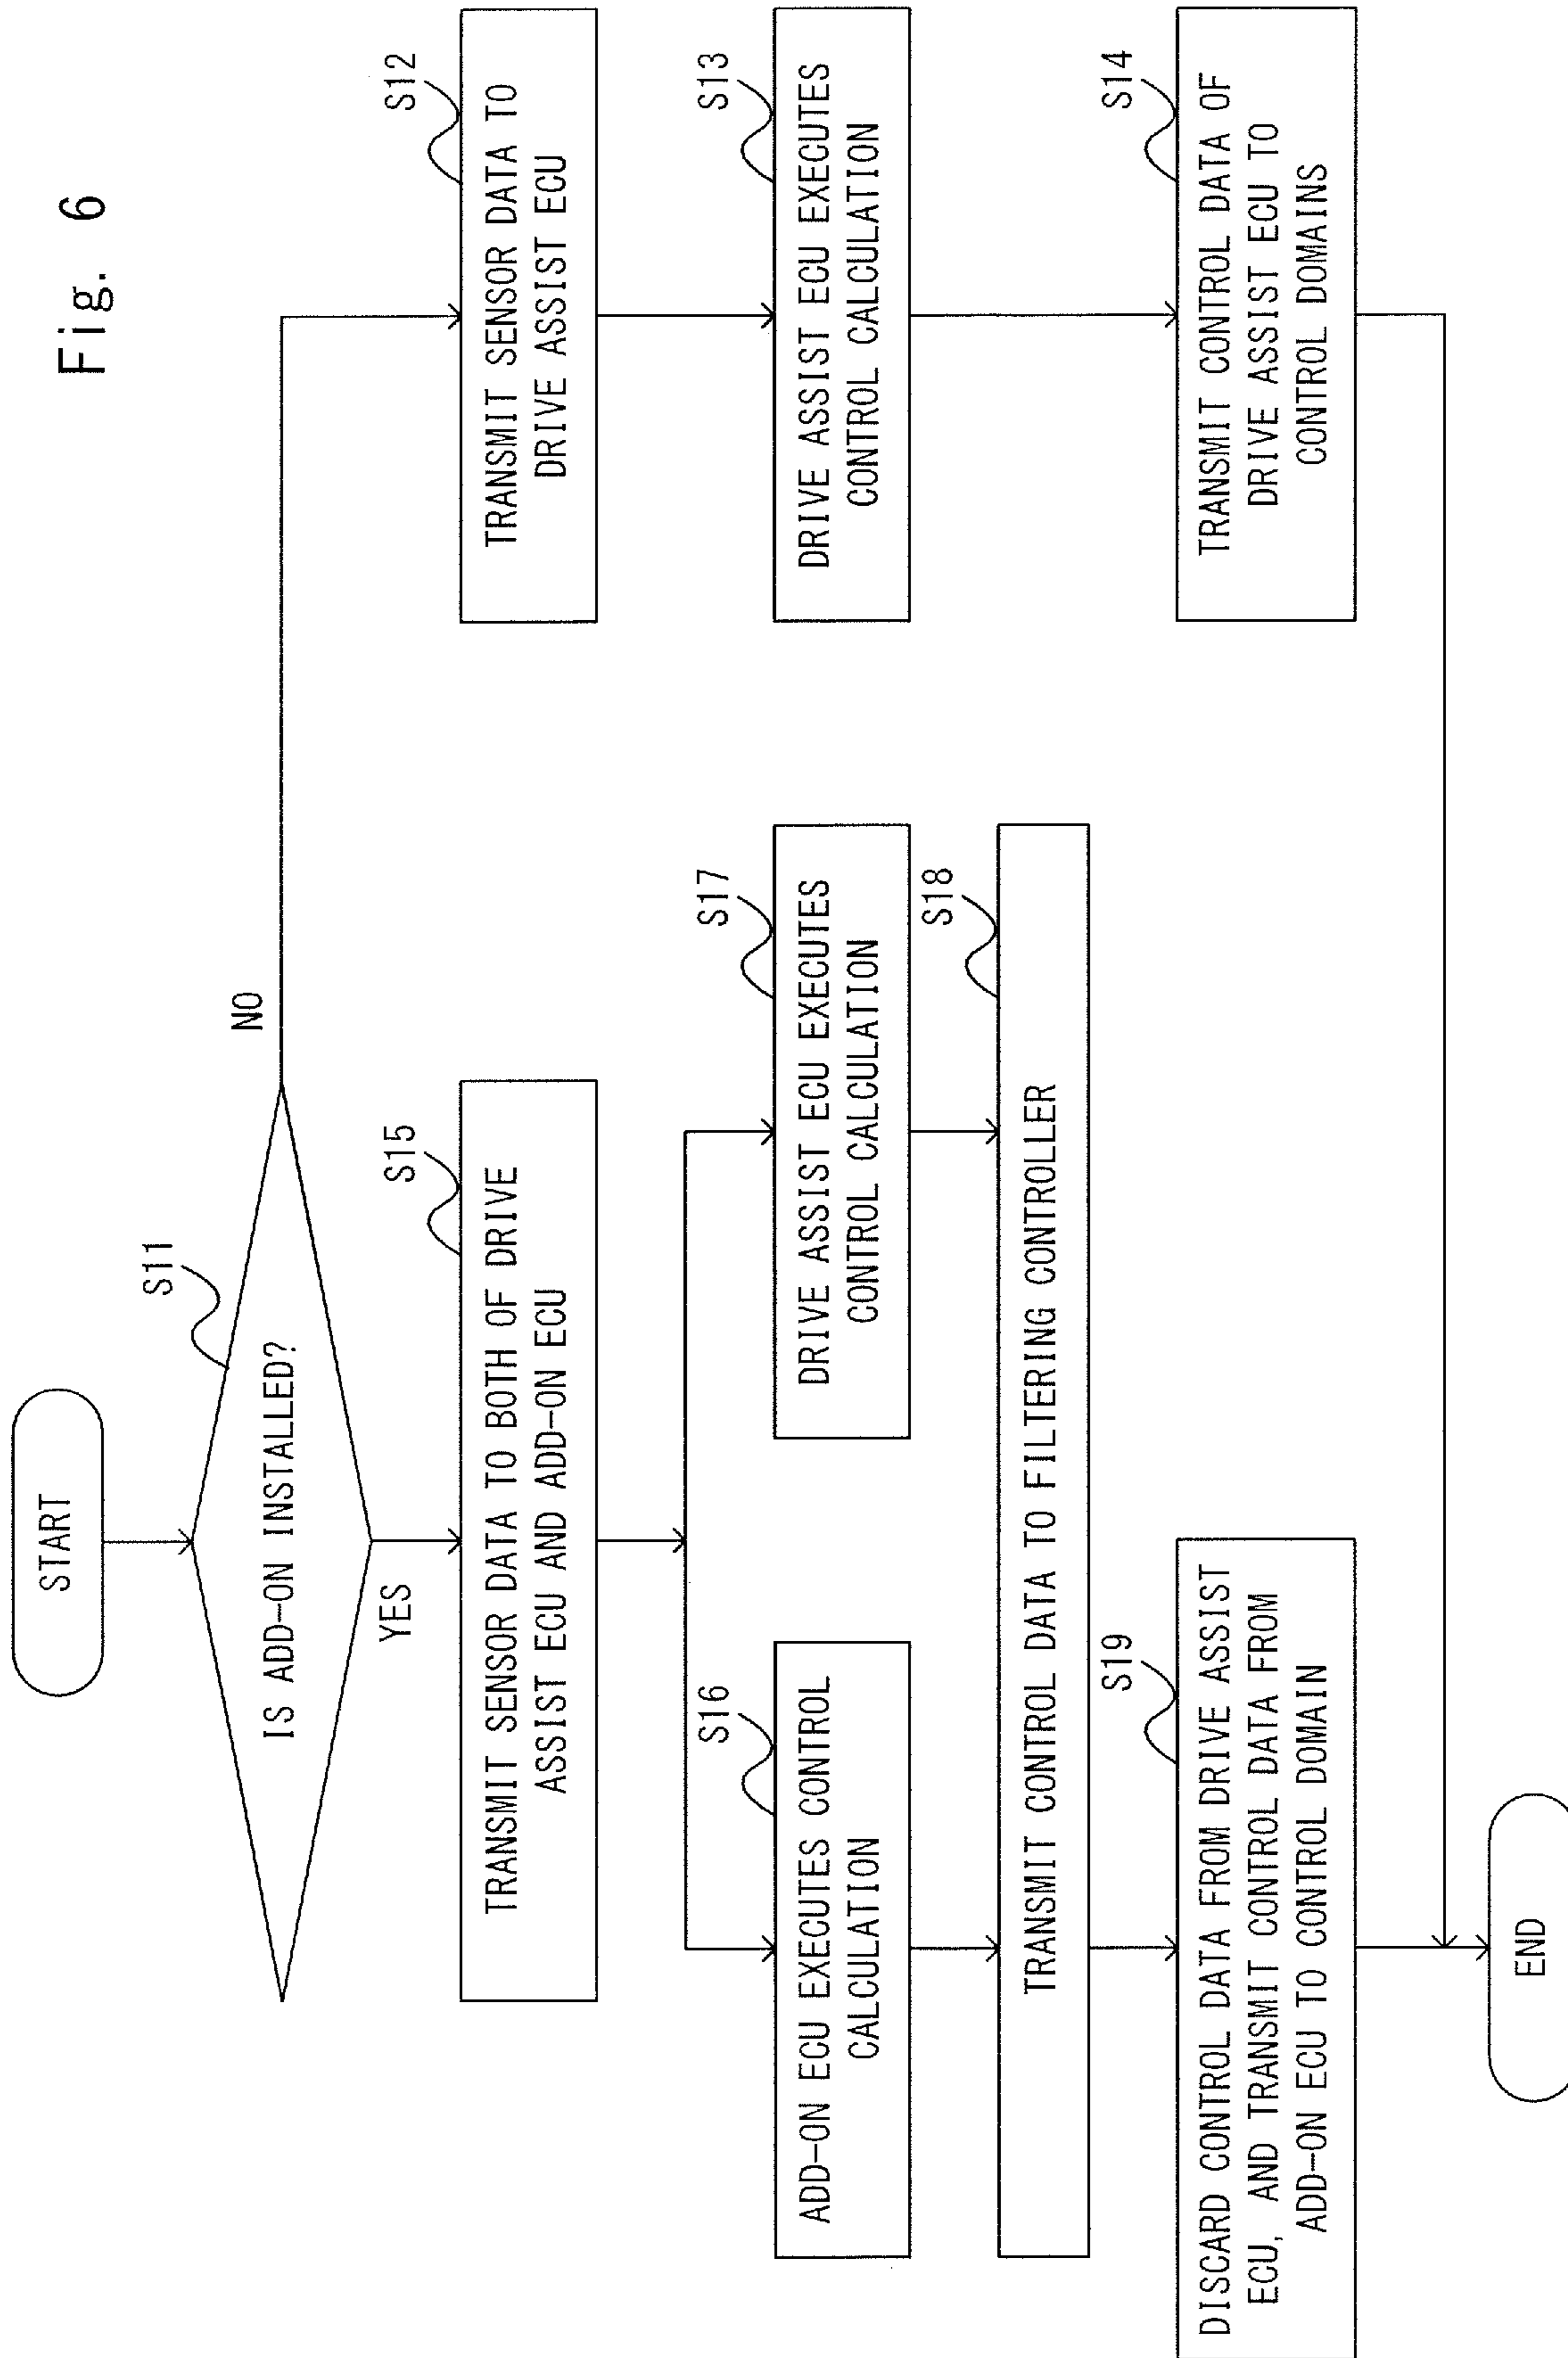 Fig. 6
START
S11
IS ADD-ON INSTALLED?
NO
YES
S15
TRANSMIT SENSOR DATA TO BOTH OF DRIVE
ASSIST ECU AND ADD-ON ECU
S12
TRANSMIT SENSOR DATA TO
DRIVE ASSIST ECU
S16
ADD-ON ECU EXECUTES CONTROL
CALCULATION
S17
DRIVE ASSIST ECU EXECUTES
CONTROL CALCULATION
S13
DRIVE ASSIST ECU EXECUTES
CONTROL CALCULATION
S18
TRANSMIT CONTROL DATA TO FILTERING CONTROLLER
S19
DISCARD CONTROL DATA FROM DRIVE ASSIST
ECU, AND TRANSMIT CONTROL DATA FROM
ADD-ON ECU TO CONTROL DOMAIN
S14
TRANSMIT CONTROL DATA OF
DRIVE ASSIST ECU TO
CONTROL DOMAINS
END